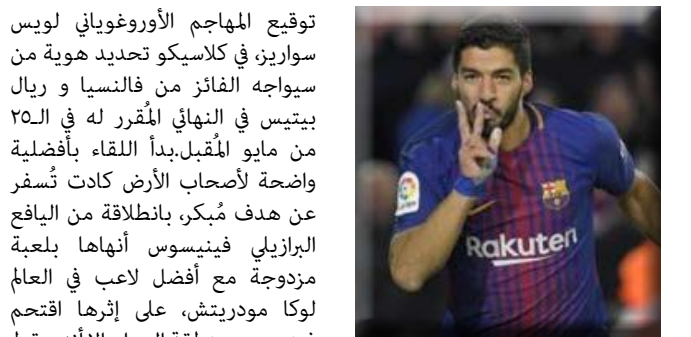 توقيع المهاجم الأوروغوياني لويس
سواريز، في كلاسيكو تحديد هوية من
سيواجه الفائز من فالنسيا و ريال
بيتيس في النهائي المُقرر له في الـ٢٥
من مايو المُقبل.بدأ اللقاء بأفضلية
واضحة لأصحاب الأرض كادت تُسفر
عن هدف مُبكر، بانطلاقة من اليافع
البرازيلي فينيسوس أنهاها بلعبة
مزدوجة مع أفضل لاعب في العالم
لوكا مودريتش، على إثرها اقتحم
Rakuten